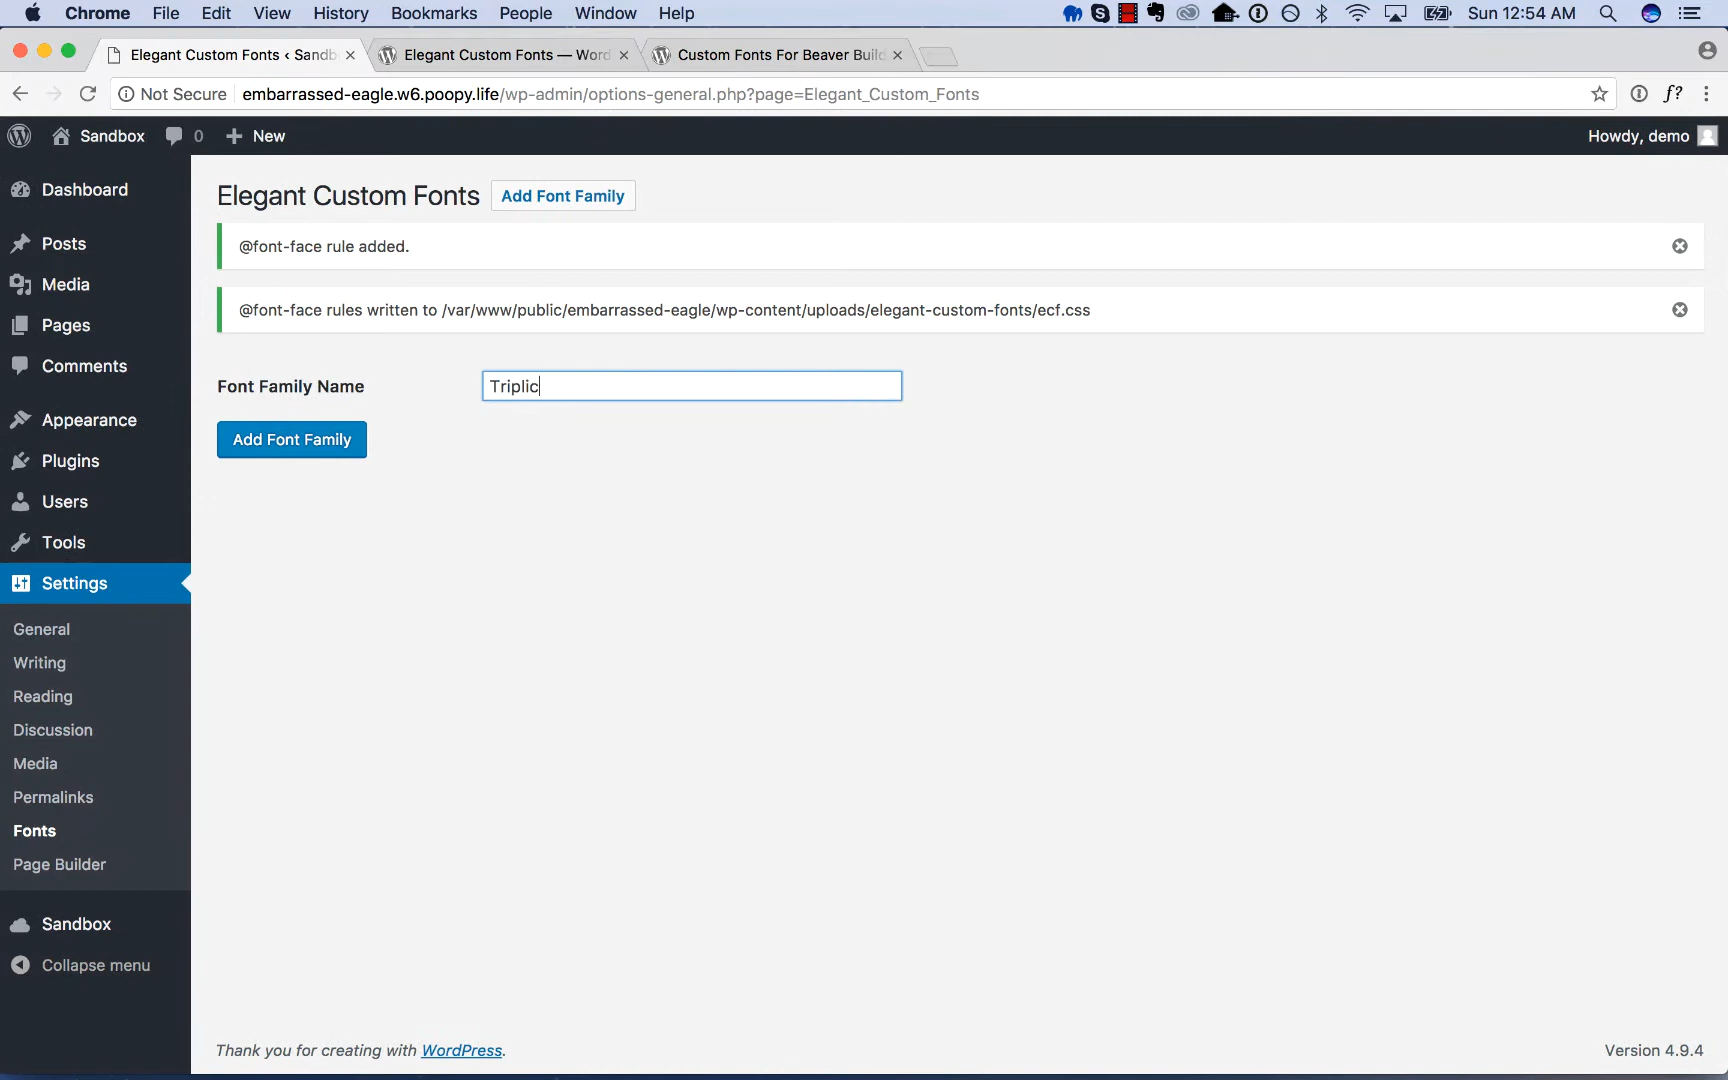 Chrome File Edit View History Bookmarks People Window Help Sun 12:54 AM
Elegant Custom Fonts ‹ Sandb Elegant Custom Fonts — Word Custom Fonts For Beaver Build
Not Secure embarrassed-eagle.w6.poopy.life/wp-admin/options-general.php?page=Elegant_Custom_Fonts f?
Sandbox 0 New Howdy, demo
Dashboard
Posts
Media
Pages
Comments
Appearance
Plugins
Users
Tools
Settings
General
Writing
Reading
Discussion
Media
Permalinks
Fonts
Page Builder
Sandbox
Collapse menu
Elegant Custom Fonts Add Font Family
@font-face rule added.
@font-face rules written to /var/www/public/embarrassed-eagle/wp-content/uploads/elegant-custom-fonts/ecf.css
Font Family Name Triplic
Add Font Family
Thank you for creating with WordPress. Version 4.9.4